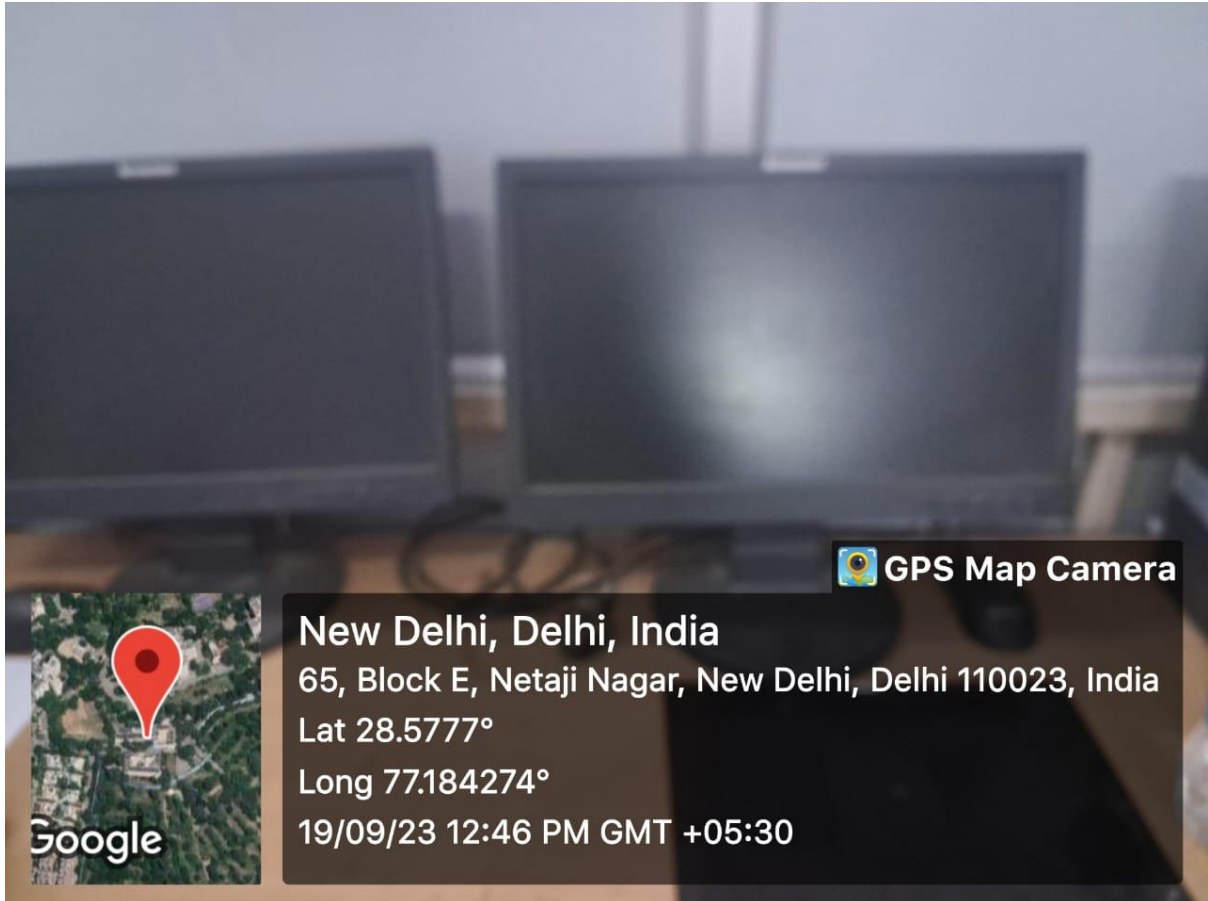 GPS Map Camera
New Delhi, Delhi, India
65, Block E, Netaji Nagar, New Delhi, Delhi 110023, India
Lat 28.5777°
Long 77.184274°
19/09/23 12:46 PM GMT +05:30
Google